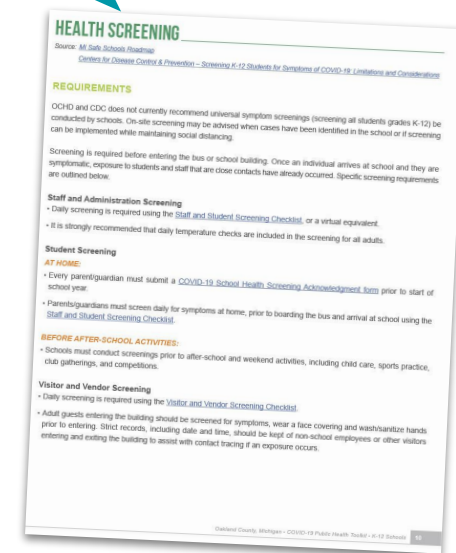 HEALTH SCREENING
Source: MI Safe Schools Roadmap
Centers for Disease Control & Prevention – Screening K-12 Students for Symptoms of COVID-19: Limitations and Considerations
REQUIREMENTS
OCHD and CDC does not currently recommend universal symptom screenings (screening all students grades K-12) be
conducted by schools. On-site screening may be advised when cases have been identified in the school or if screening
can be implemented while maintaining social distancing.
Screening is required before entering the bus or school building. Once an individual arrives at school and they are
symptomatic, exposure to students and staff that are close contacts have already occurred. Specific screening requirements
are outlined below.
Staff and Administration Screening
• Daily screening is required using the Staff and Student Screening Checklist, or a virtual equivalent.
• It is strongly recommended that daily temperature checks are included in the screening for all adults.
Student Screening
AT HOME:
• Every parent/guardian must submit a COVID-19 School Health Screening Acknowledgment form prior to start of
school year.
• Parents/guardians must screen daily for symptoms at home, prior to boarding the bus and arrival at school using the
Staff and Student Screening Checklist.
BEFORE AFTER-SCHOOL ACTIVITIES:
• Schools must conduct screenings prior to after-school and weekend activities, including child care, sports practice,
club gatherings, and competitions.
Visitor and Vendor Screening
• Daily screening is required using the Visitor and Vendor Screening Checklist.
• Adult guests entering the building should be screened for symptoms, wear a face covering and wash/sanitize hands
prior to entering. Strict records, including date and time, should be kept of non-school employees or other visitors
entering and exiting the building to assist with contact tracing if an exposure occurs.
Oakland County, Michigan • COVID-19 Public Health Toolkit • K-12 Schools